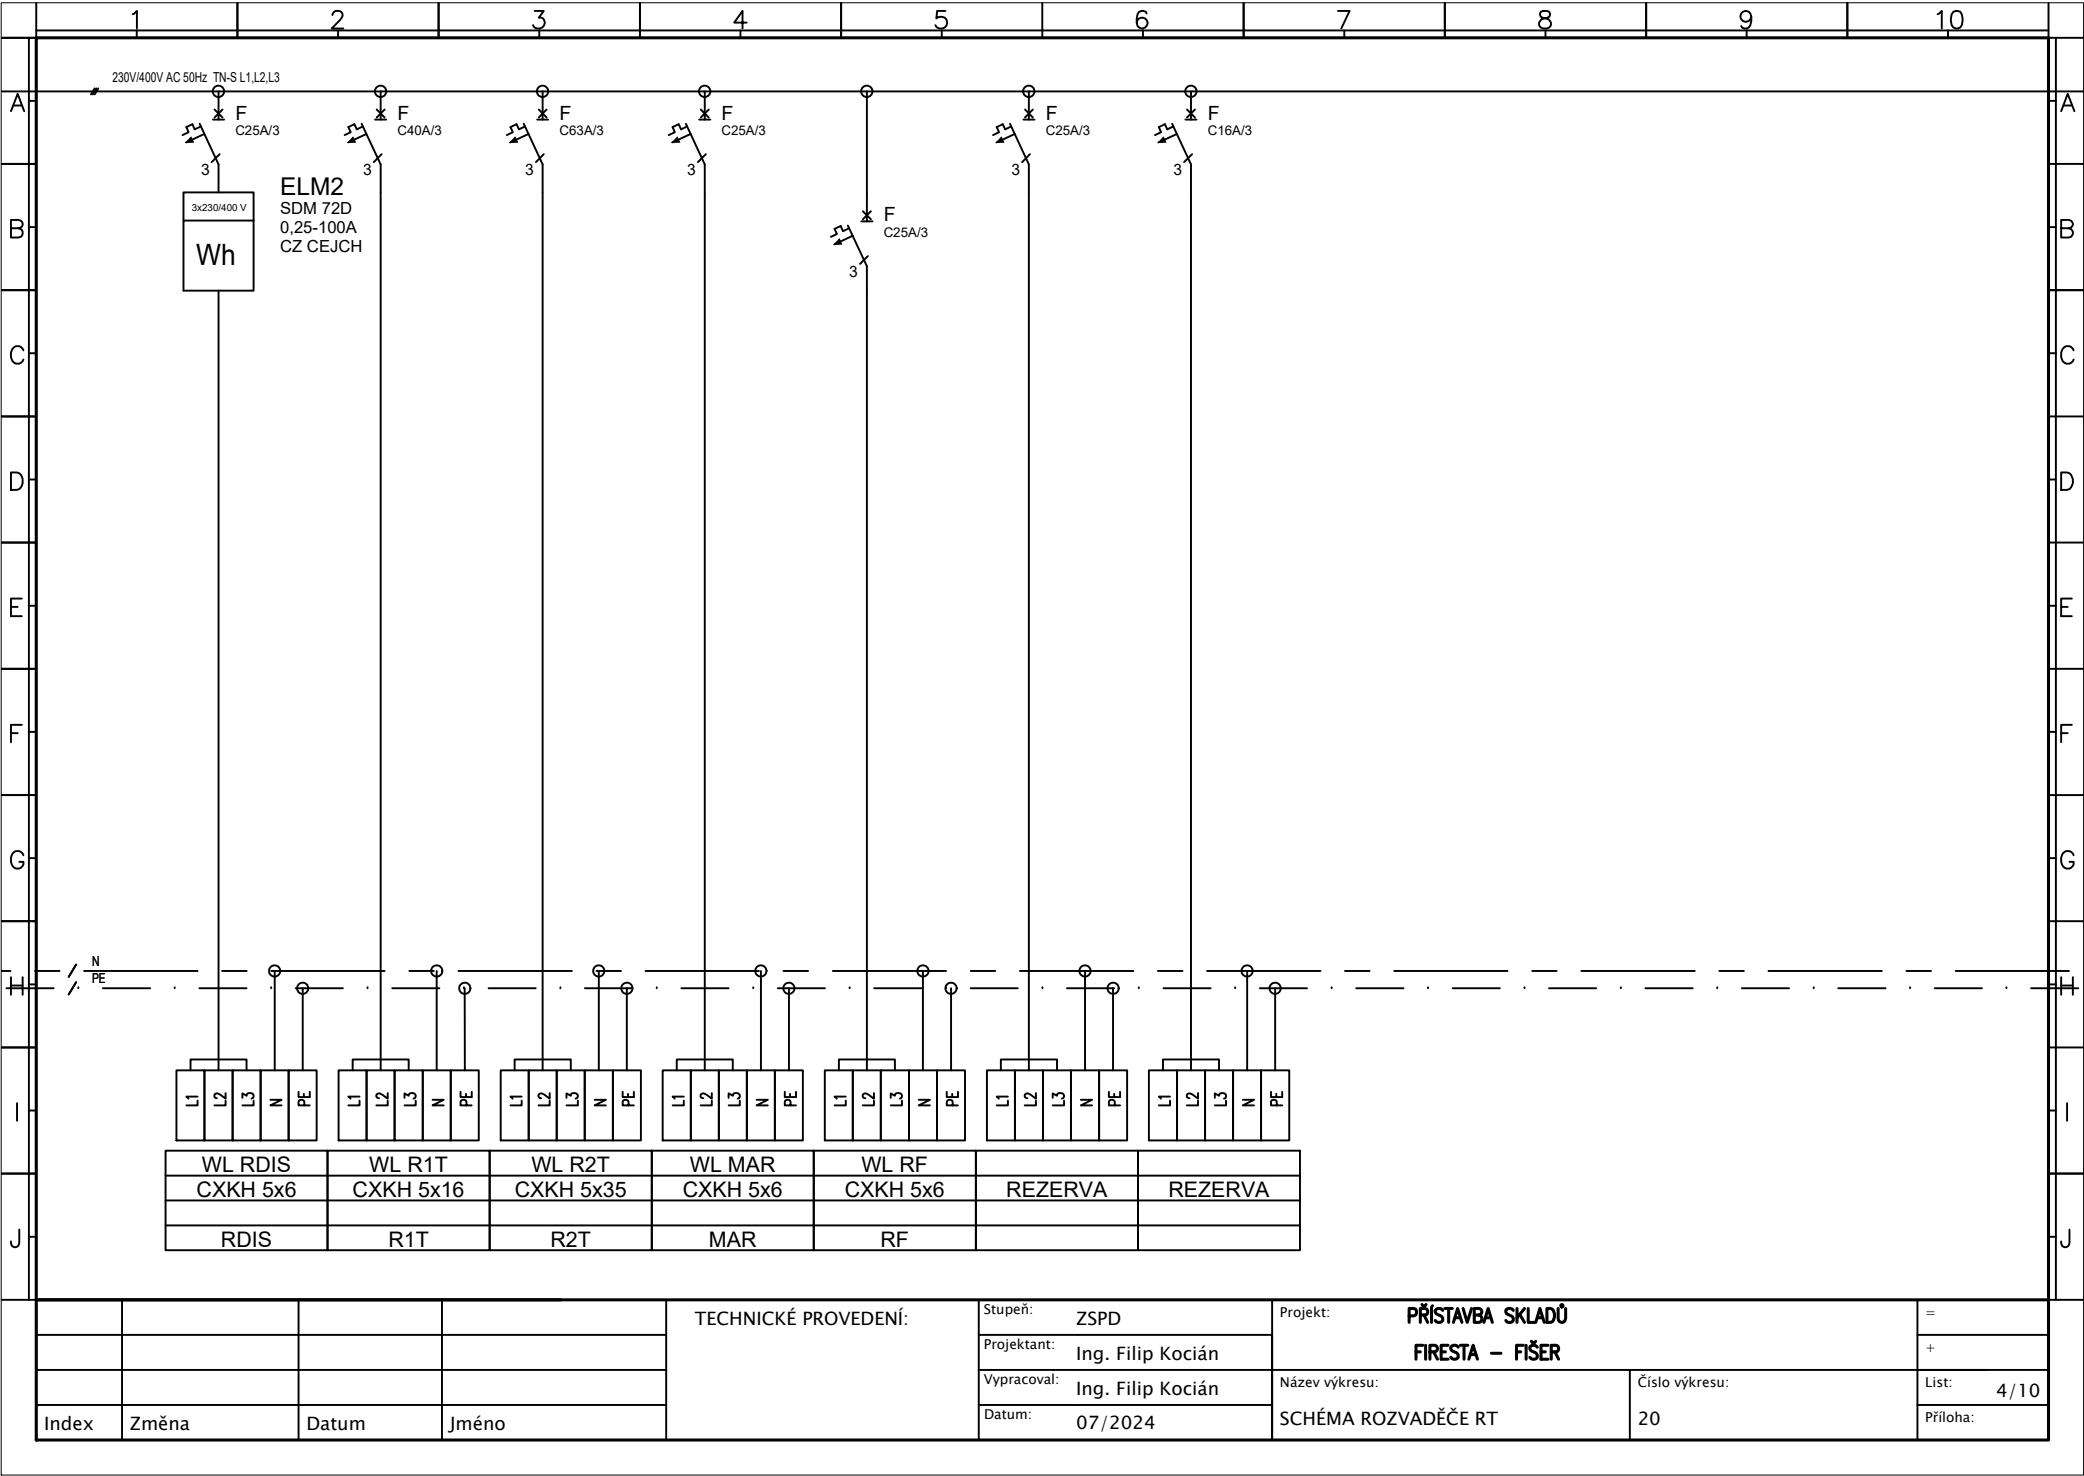 1 2 3 4 5 6 7 8 9 10
230V/400V AC 50Hz TN-S L1,L2,L3
A A
F F F F F F
C25A/3 C40A/3 C63A/3 C25A/3 C25A/3 C16A/3
3 3 3 3 3 3
ELM2
3x230/400 V SDM 72D
0,25-100A
CZ CEJCH
Wh
B B
F
C25A/3
3
C C
D D
E E
F F
G G
N
PE
H H
L1 L2 L3 N PE L1 L2 L3 N PE L1 L2 L3 N PE L1 L2 L3 N PE L1 L2 L3 N PE L1 L2 L3 N PE L1 L2 L3 N PE
I I
WL RDIS WL R1T WL R2T WL MAR WL RF
CXKH 5x6 CXKH 5x16 CXKH 5x35 CXKH 5x6 CXKH 5x6 REZERVA REZERVA
RDIS R1T R2T MAR RF
J J
TECHNICKÉ PROVEDENÍ:
Stupeň: ZSPD
Projektant: Ing. Filip Kocián
Vypracoval: Ing. Filip Kocián
Datum: 07/2024
Projekt: PŘÍSTAVBA SKLADŮ
FIRESTA – FIŠER
Název výkresu:
SCHÉMA ROZVADĚČE RT
Číslo výkresu:
20
=
+
List: 4/10
Příloha:
Index Změna Datum Jméno